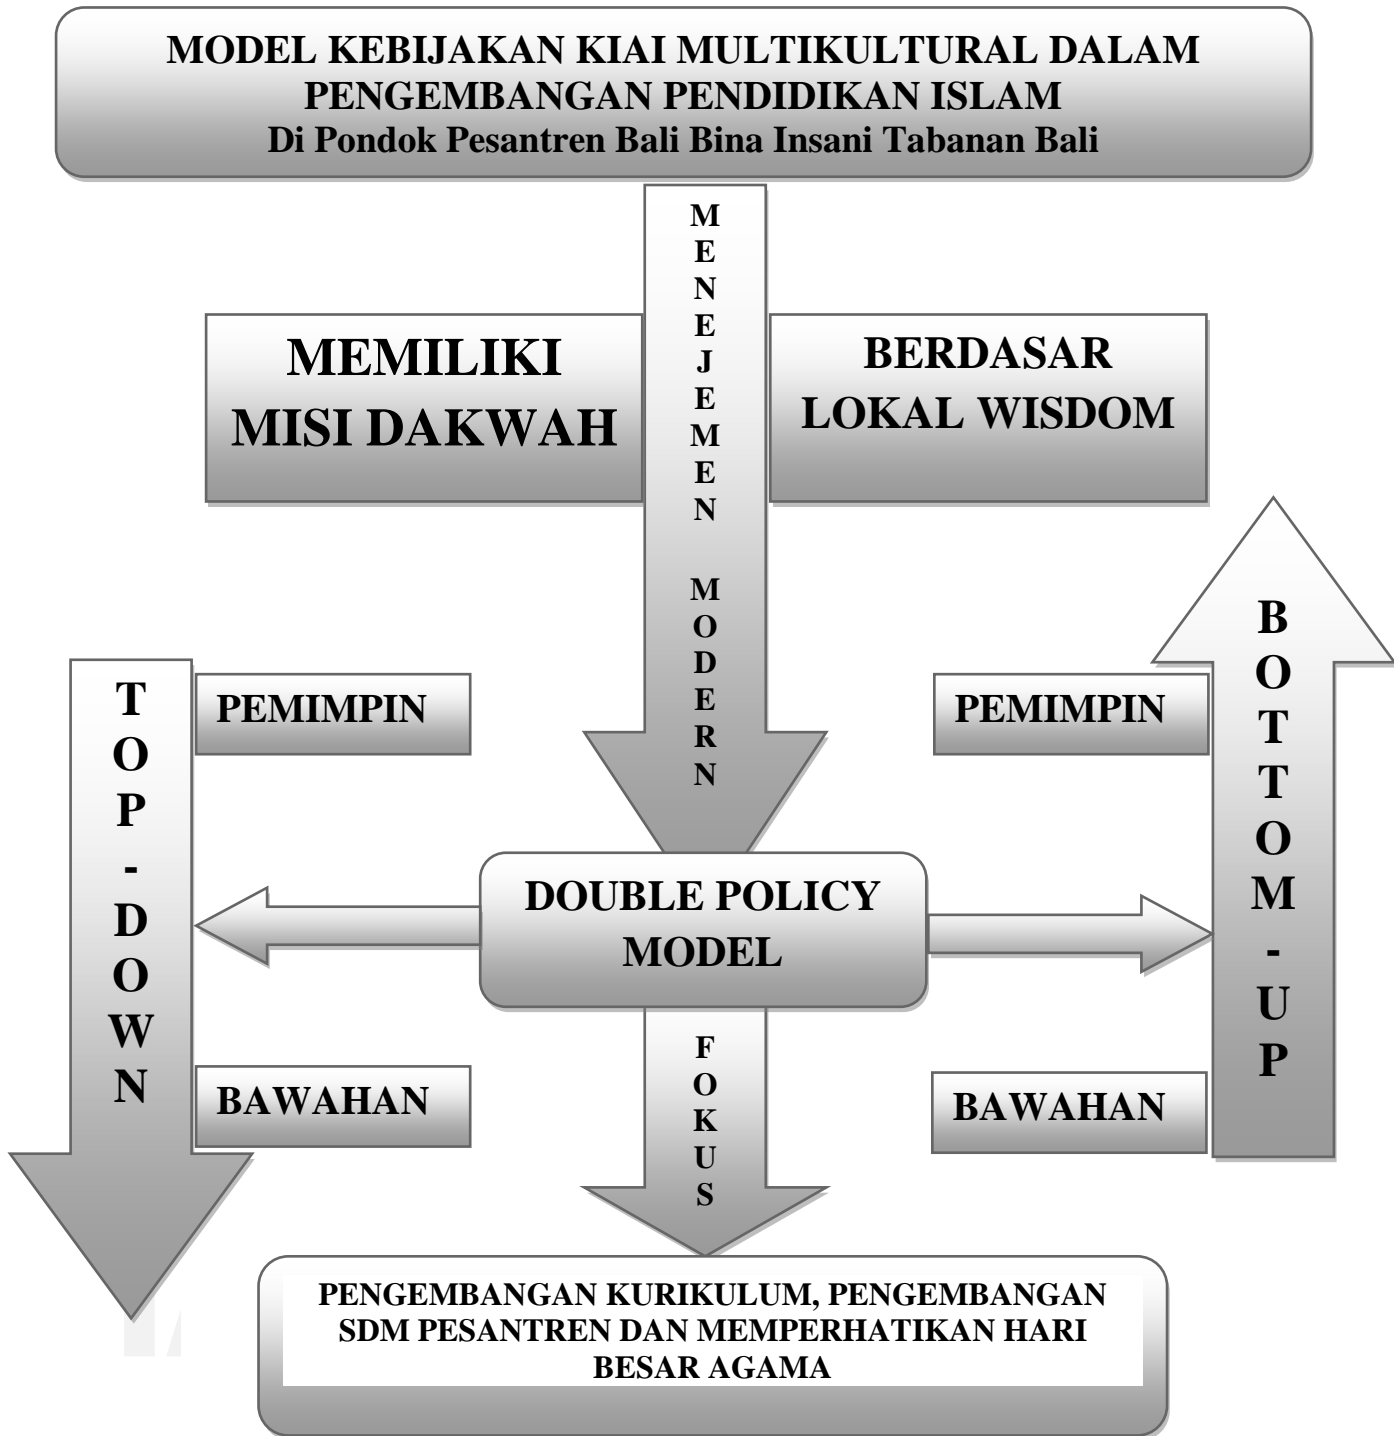 MODEL KEBIJAKAN KIAI MULTIKULTURAL DALAM
PENGEMBANGAN PENDIDIKAN ISLAM
Di Pondok Pesantren Bali Bina Insani Tabanan Bali
MENEJEMEN MODERN
MEMILIKI
MISI DAKWAH
BERDASAR
LOKAL WISDOM
TOP-DOWN
PEMIMPIN
BAWAHAN
DOUBLE POLICY
MODEL
PEMIMPIN
BAWAHAN
BOTTOM-UP
FOKUS
PENGEMBANGAN KURIKULUM, PENGEMBANGAN
SDM PESANTREN DAN MEMPERHATIKAN HARI
BESAR AGAMA